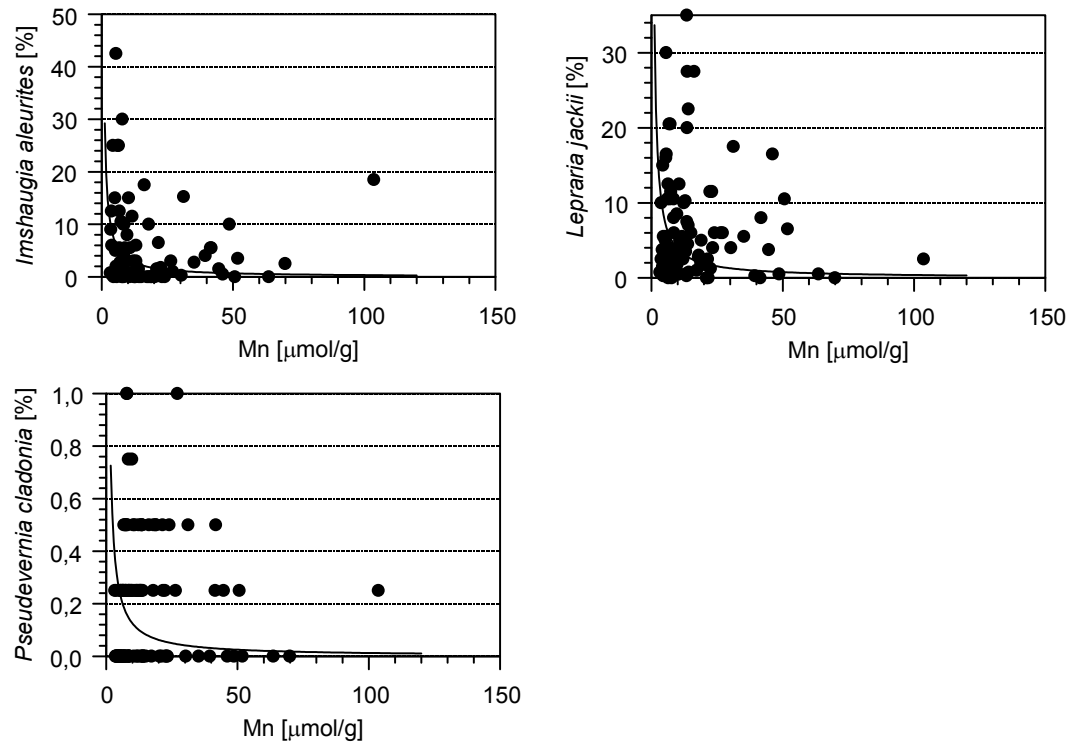 Imshaugia aleurites [%]
50
40
30
20
10
0
0 50 100 150
Mn [μmol/g]
Lepraria jackii [%]
30
20
10
0
0 50 100 150
Mn [μmol/g]
Pseudevernia cladonia [%]
1,0
0,8
0,6
0,4
0,2
0,0
0 50 100 150
Mn [μmol/g]